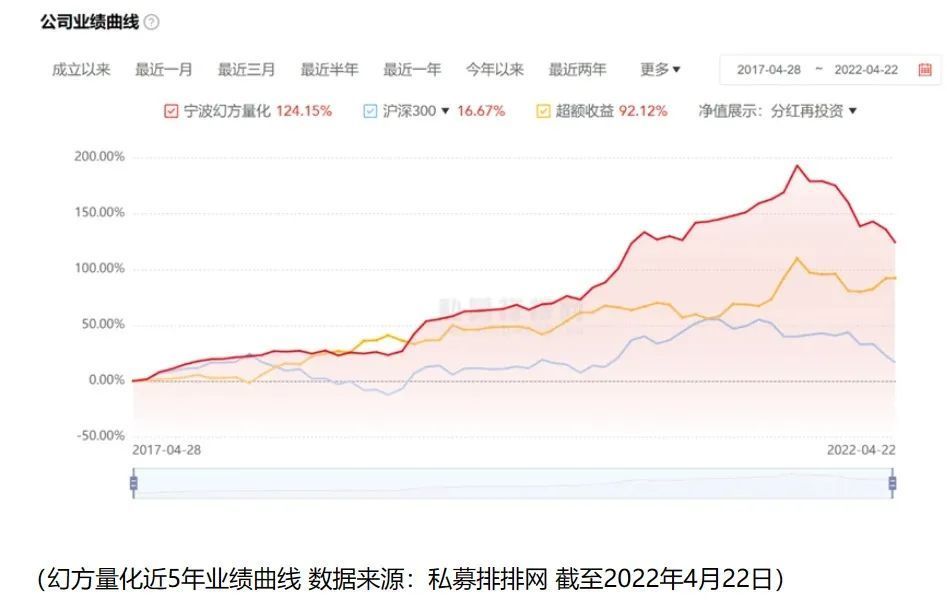 公司业绩曲线 ?
成立以来 最近一月 最近三月 最近半年 最近一年 今年以来 最近两年 更多 2017-04-28 ~ 2022-04-22
宁波幻方量化 124.15% 沪深300 16.67% 超额收益 92.12% 净值展示：分红再投资
200.00%
150.00%
100.00%
50.00%
0.00%
-50.00%
2017-04-28 2022-04-22
（幻方量化近5年业绩曲线 数据来源：私募排排网 截至2022年4月22日）